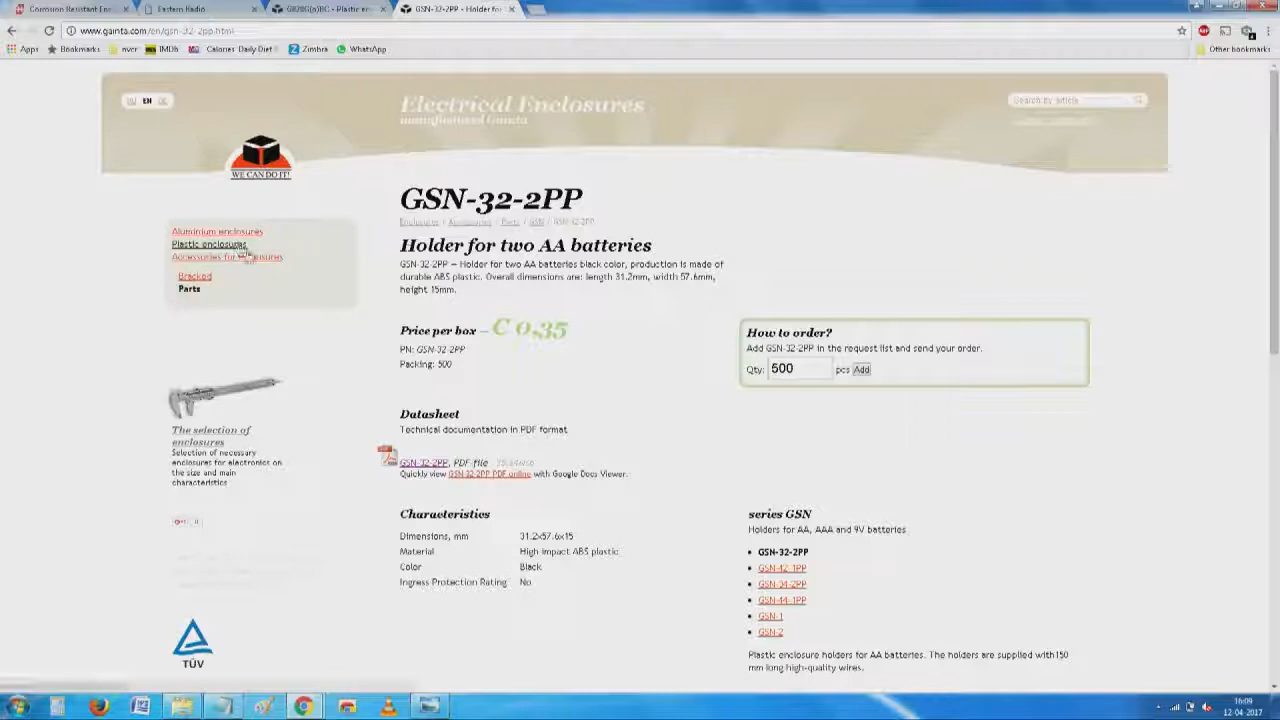 Corrosion Resistant Ens
Eastern Radio
G828G(0)BC - Plastic en
GSN-32-2PP - Holder for
www.gainta.com/en/gsn-32-2pp.html
Apps
Bookmarks
nvcr
IMDb
Calories Daily Diet
Zimbra
WhatsApp
Other bookmarks
EN
Electrical Enclosures
manufactured Gainta
Search by article
WE CAN DO IT!
GSN-32-2PP
Enclosures / Accessories / Parts / GSN / GSN-32-2PP
Aluminium enclosures
Plastic enclosures
Accessories for enclosures
Bracked
Parts
Holder for two AA batteries
GSN-32-2PP – Holder for two AA batteries black color, production is made of
durable ABS plastic. Overall dimensions are: length 31.2mm, width 57.6mm,
height 15mm.
Price per box – € 0,35
PN: GSN-32-2PP
Packing: 500
How to order?
Add GSN-32-2PP in the request list and send your order.
Qty: 500 pcs Add
The selection of
enclosures
Selection of necessary
enclosures for electronics on
the size and main
characteristics
Datasheet
Technical documentation in PDF format
GSN-32-2PP, PDF-file
Quickly view GSN-32-2PP PDF online with Google Docs Viewer.
Characteristics
Dimensions, mm 31.2x57.6x15
Material High-impact ABS plastic
Color Black
Ingress Protection Rating No
series GSN
Holders for AA, AAA and 9V batteries
GSN-32-2PP
GSN-42-1PP
GSN-34-2PP
GSN-44-1PP
GSN-1
GSN-2
Plastic enclosure holders for AA batteries. The holders are supplied with150
mm long high-quality wires.
TÜV
16:09
12-04-2017